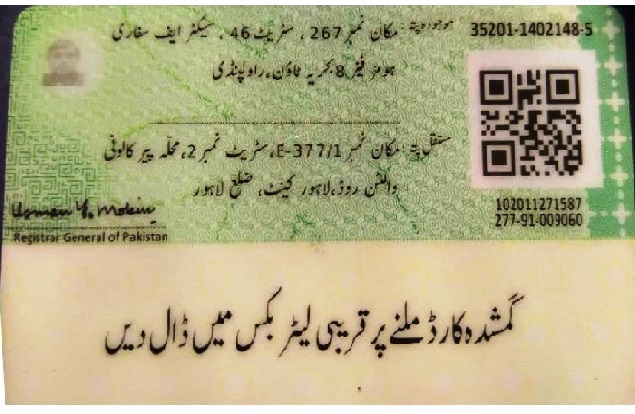 موجودہ پتہ: مکان نمبر 267 ، سٹریٹ 46 ، سیکٹر ایف سفاری
ہومز فیز 8 بحریہ ٹاؤن، راولپنڈی
35201-1402148-5
مستقل پتہ: مکان نمبر E-377/1، سٹریٹ نمبر 2، محلہ پیر کالونی
والٹن روڈ، لاہور کینٹ، ضلع لاہور
102011271587
277-91-009060
Usman Y. Mobin
Registrar General of Pakistan
گمشدہ کارڈ ملنے پر قریبی لیٹر بکس میں ڈال دیں